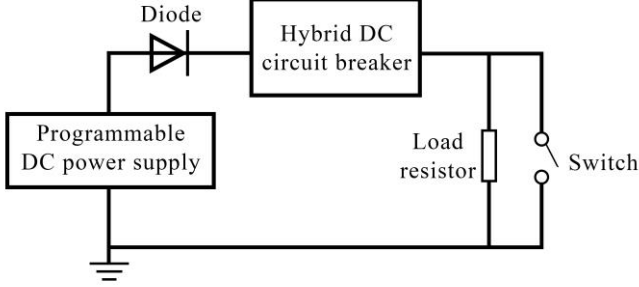 Diode
Hybrid DC
circuit breaker
Programmable
DC power supply
Load
resistor
Switch